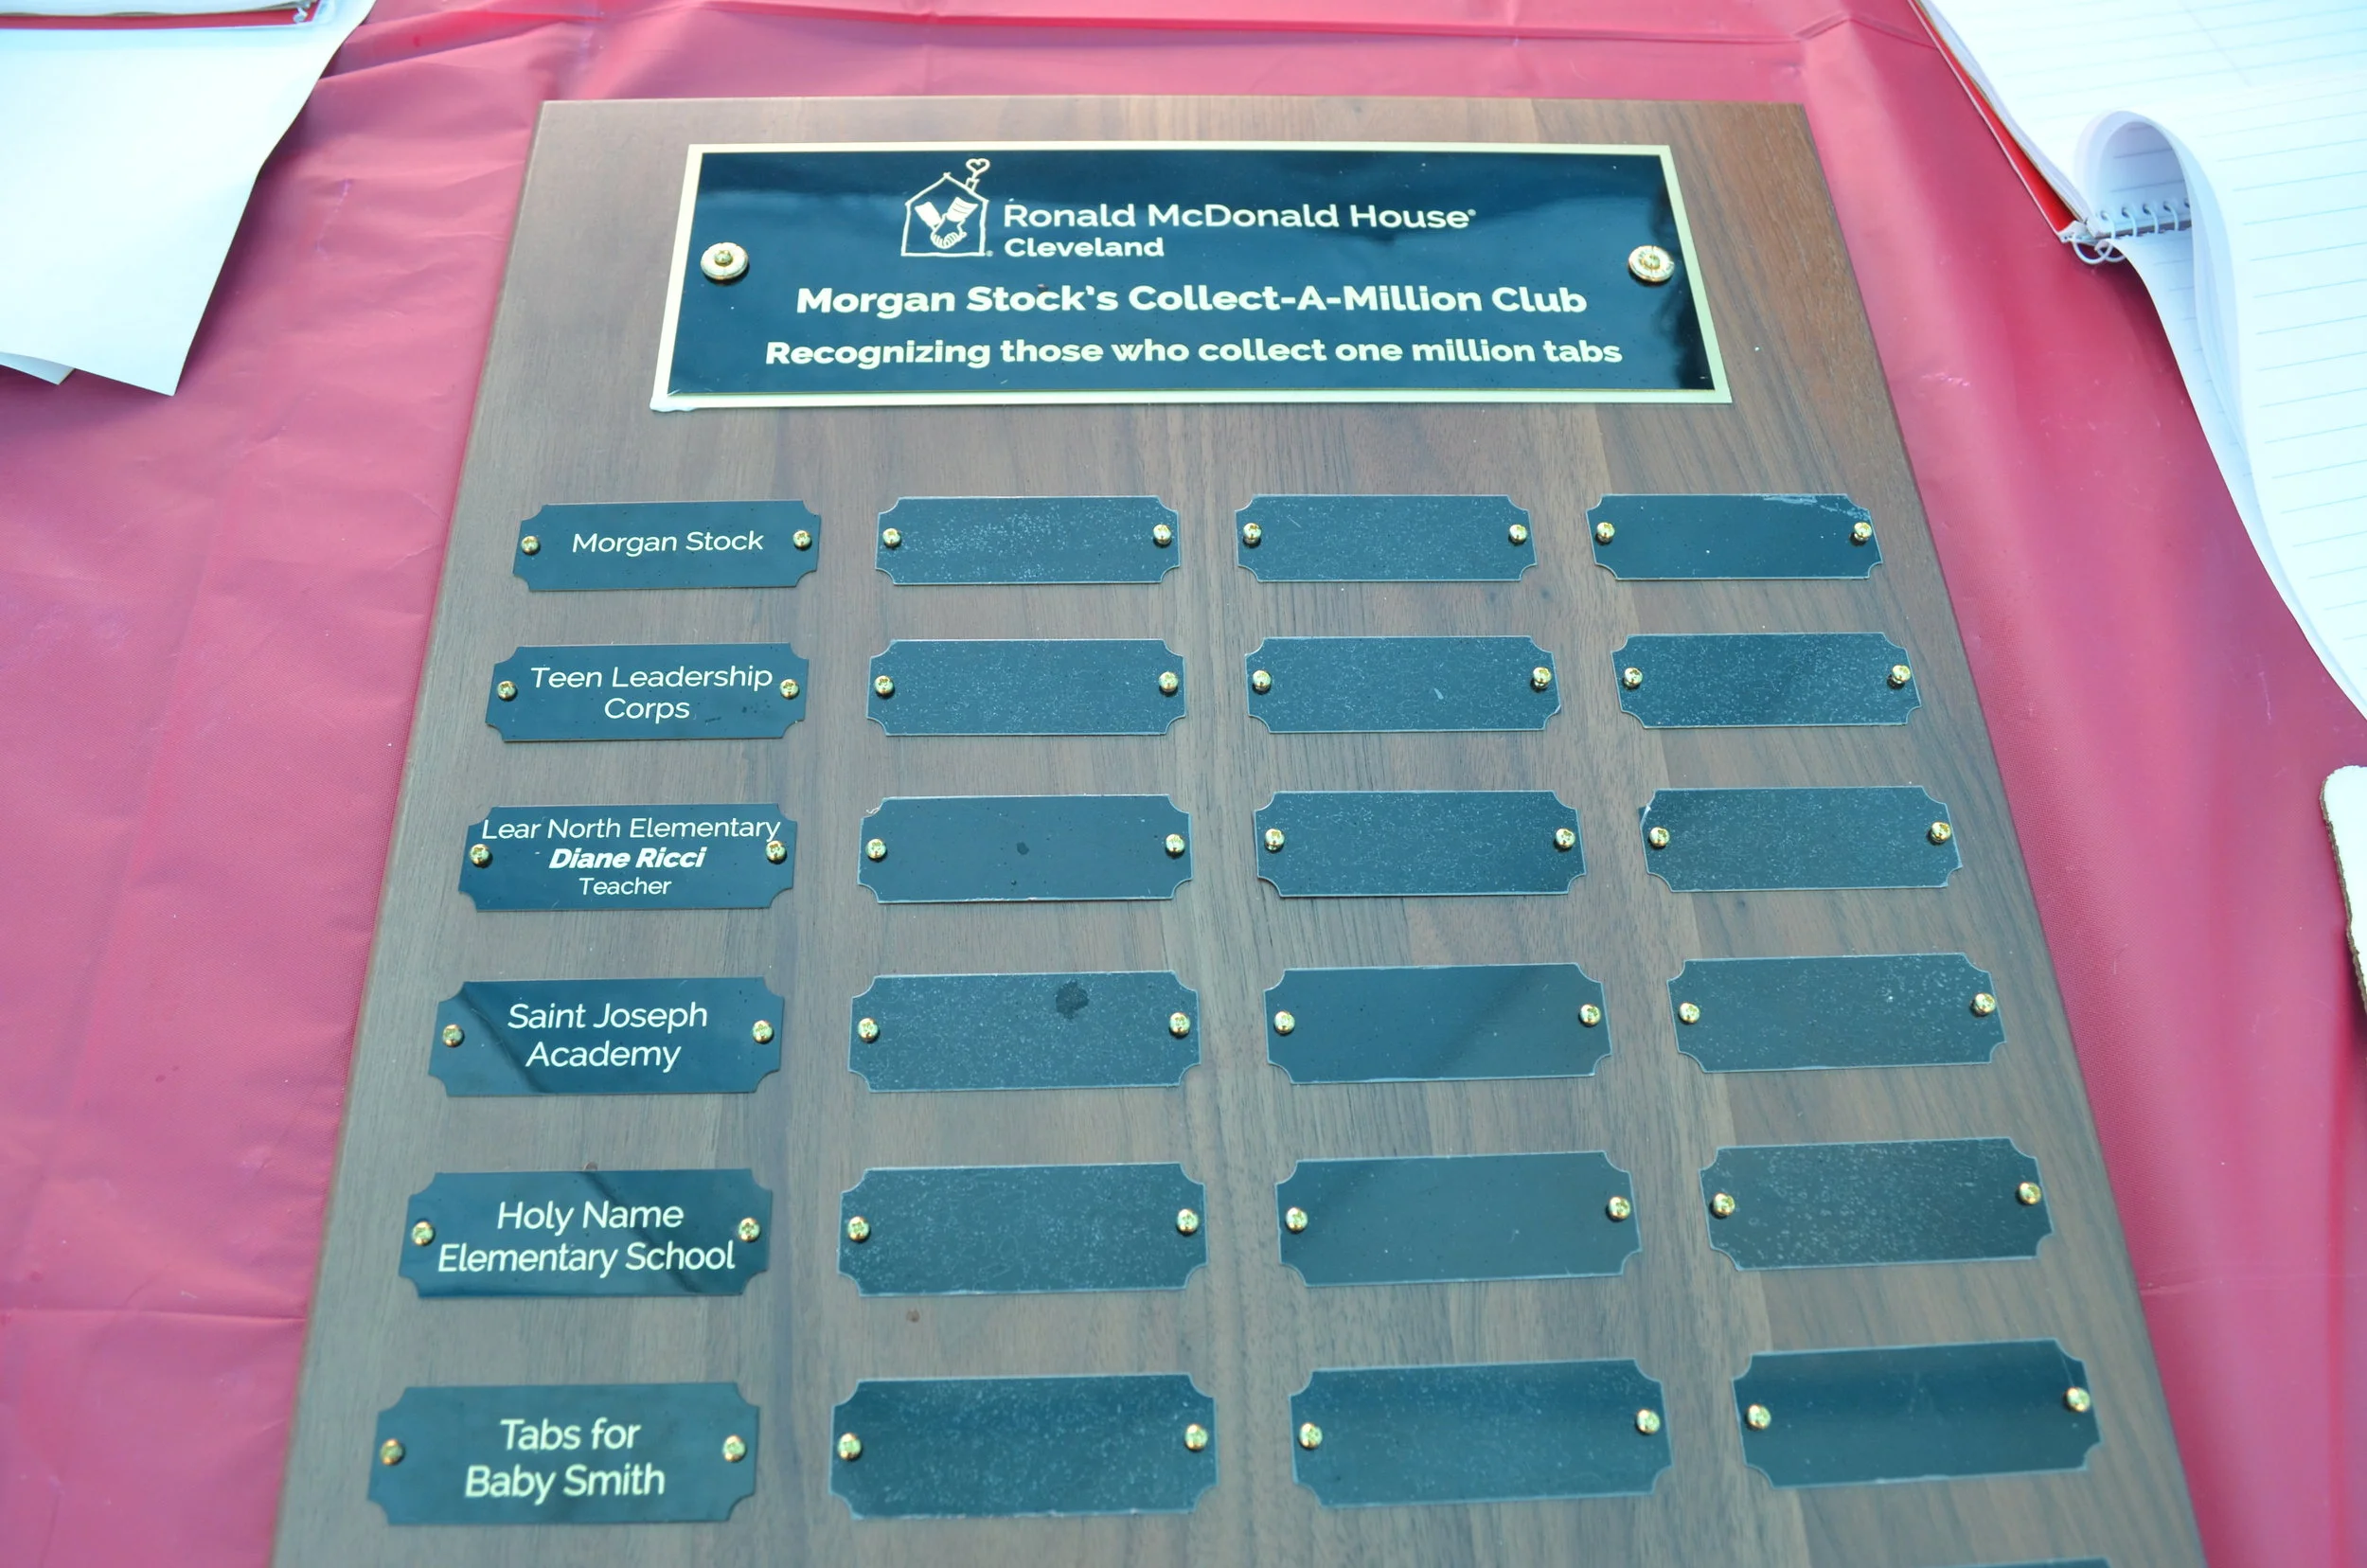 Ronald McDonald House®
Cleveland
Morgan Stock's Collect-A-Million Club
Recognizing those who collect one million tabs
Morgan Stock
Teen Leadership
Corps
Lear North Elementary
Diane Ricci
Teacher
Saint Joseph
Academy
Holy Name
Elementary School
Tabs for
Baby Smith